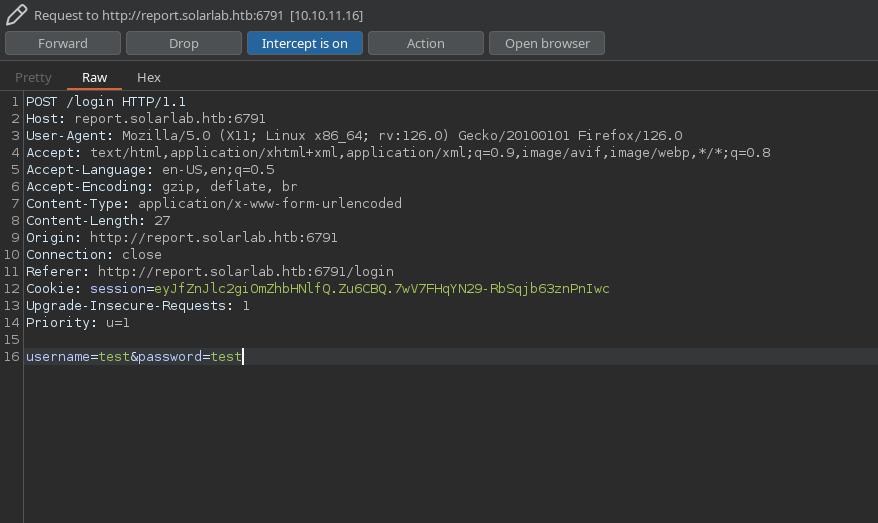 Request to http://report.solarlab.htb:6791 [10.10.11.16]
Forward Drop Intercept is on Action Open browser
Pretty Raw Hex
1 POST /login HTTP/1.1
2 Host: report.solarlab.htb:6791
3 User-Agent: Mozilla/5.0 (X11; Linux x86_64; rv:126.0) Gecko/20100101 Firefox/126.0
4 Accept: text/html,application/xhtml+xml,application/xml;q=0.9,image/avif,image/webp,*/*;q=0.8
5 Accept-Language: en-US,en;q=0.5
6 Accept-Encoding: gzip, deflate, br
7 Content-Type: application/x-www-form-urlencoded
8 Content-Length: 27
9 Origin: http://report.solarlab.htb:6791
10 Connection: close
11 Referer: http://report.solarlab.htb:6791/login
12 Cookie: session=eyJfZnJlc2giOmZhbHNlfQ.Zu6CBQ.7wV7FHqYN29-RbSqjb63znPnIwc
13 Upgrade-Insecure-Requests: 1
14 Priority: u=1
15
16 username=test&password=test